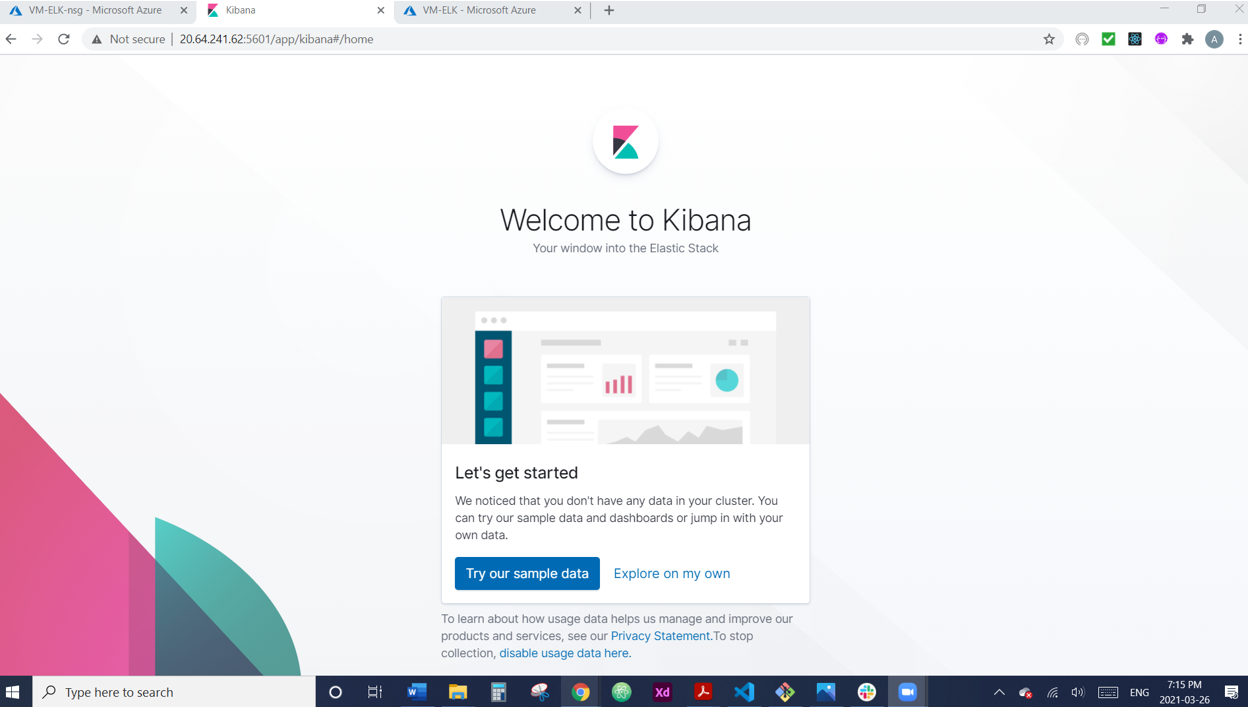 VM-ELK-nsg - Microsoft Azure
Kibana
VM-ELK - Microsoft Azure
Not secure | 20.64.241.62:5601/app/kibana#/home
A
Welcome to Kibana
Your window into the Elastic Stack
Let's get started
We noticed that you don't have any data in your cluster. You
can try our sample data and dashboards or jump in with your
own data.
Try our sample data
Explore on my own
To learn about how usage data helps us manage and improve our
products and services, see our Privacy Statement.To stop
collection, disable usage data here.
Type here to search
W
Xd
ENG
7:15 PM
2021-03-26